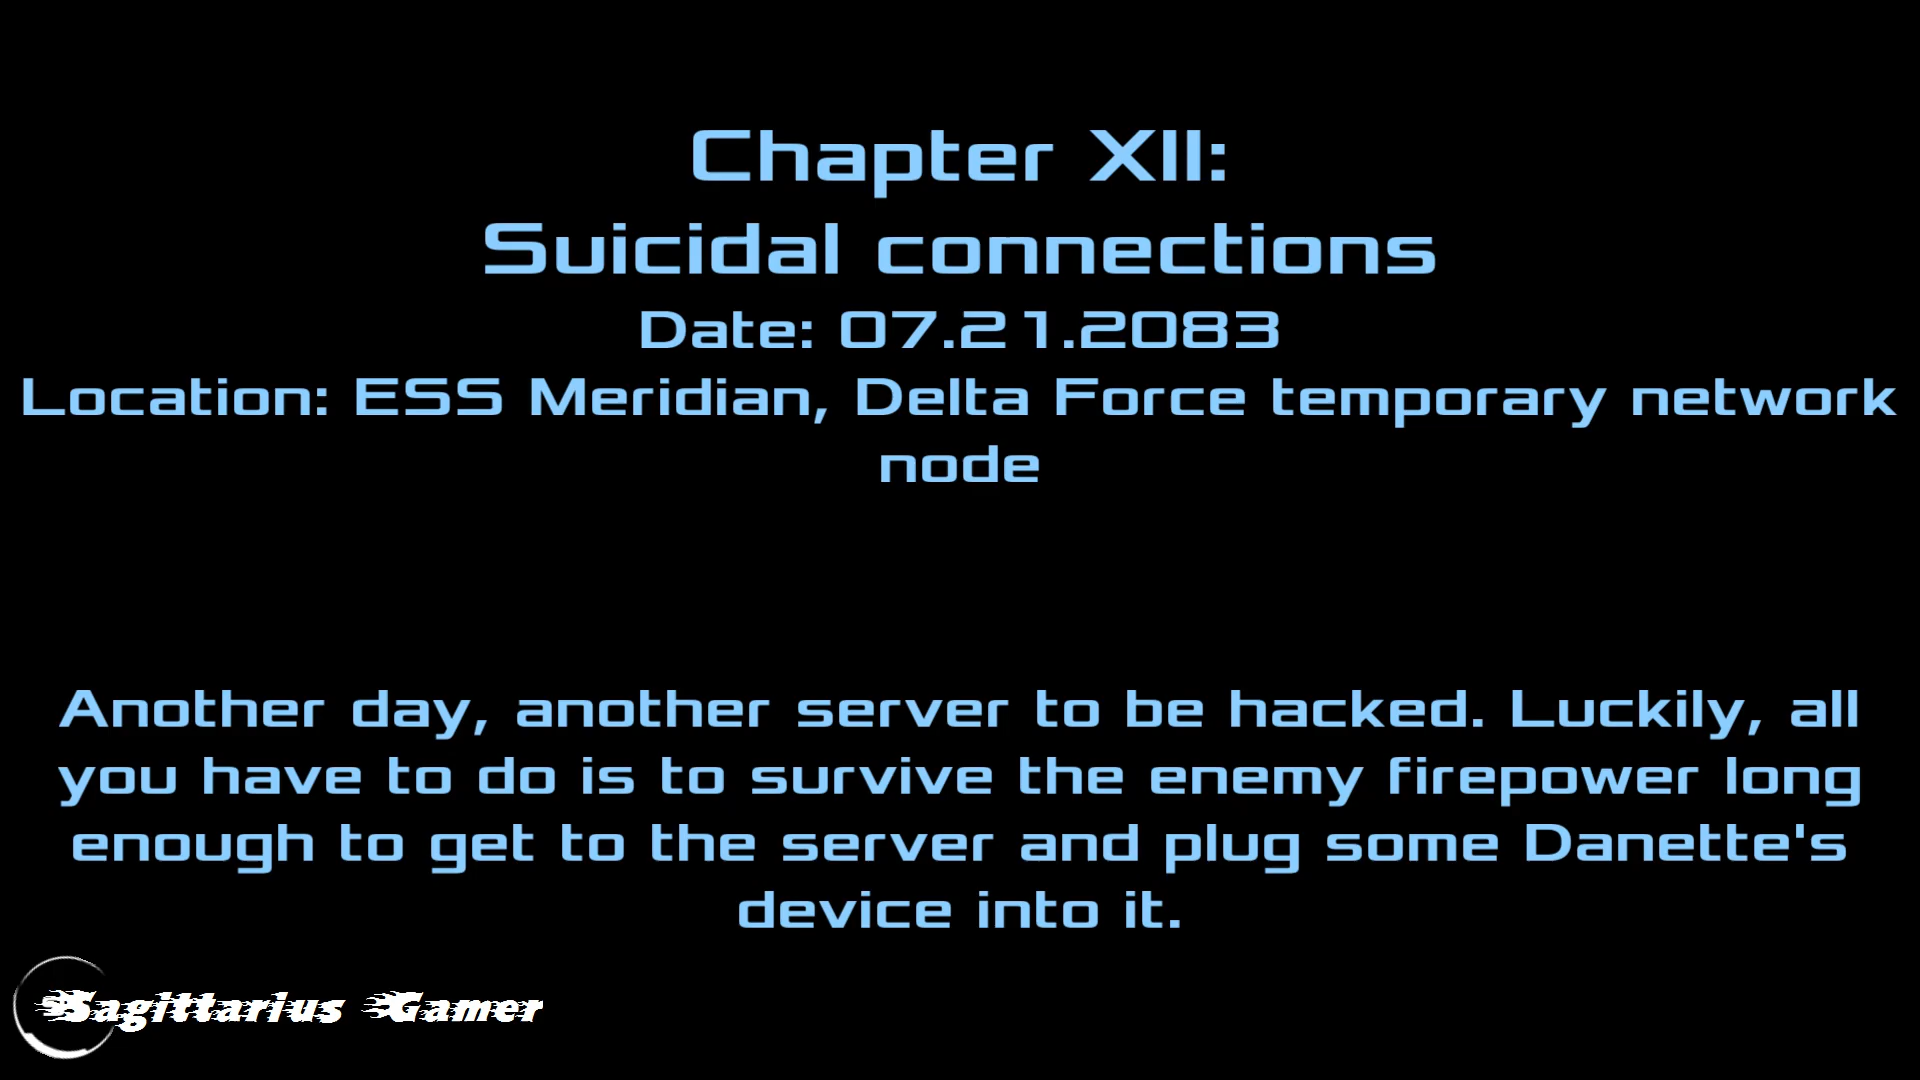 Chapter XII:
Suicidal connections
Date: 07.21.2083
Location: ESS Meridian, Delta Force temporary network
node
Another day, another server to be hacked. Luckily, all
you have to do is to survive the enemy firepower long
enough to get to the server and plug some Danette's
device into it.
Sagittarius Gamer